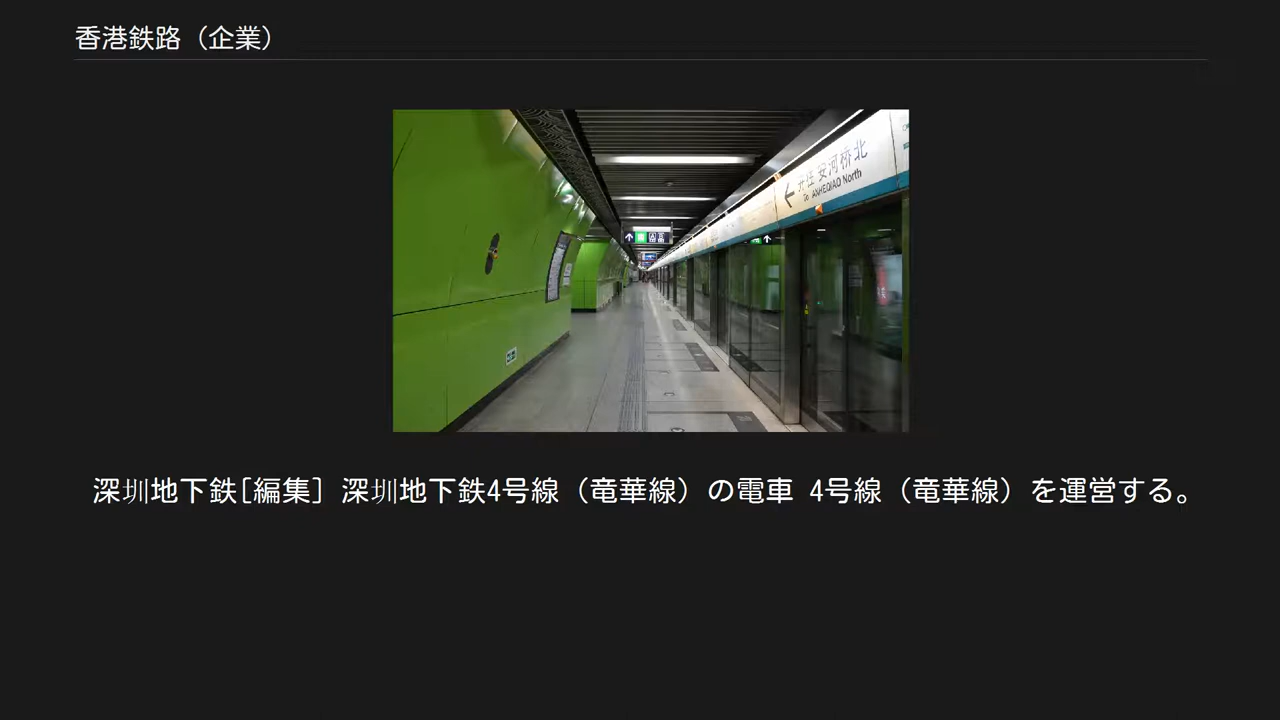 香港鉄路（企業）
←开往 安河桥北
To ANHEQIAO North
深圳地下鉄[編集] 深圳地下鉄4号線（竜華線）の電車 4号線（竜華線）を運営する。